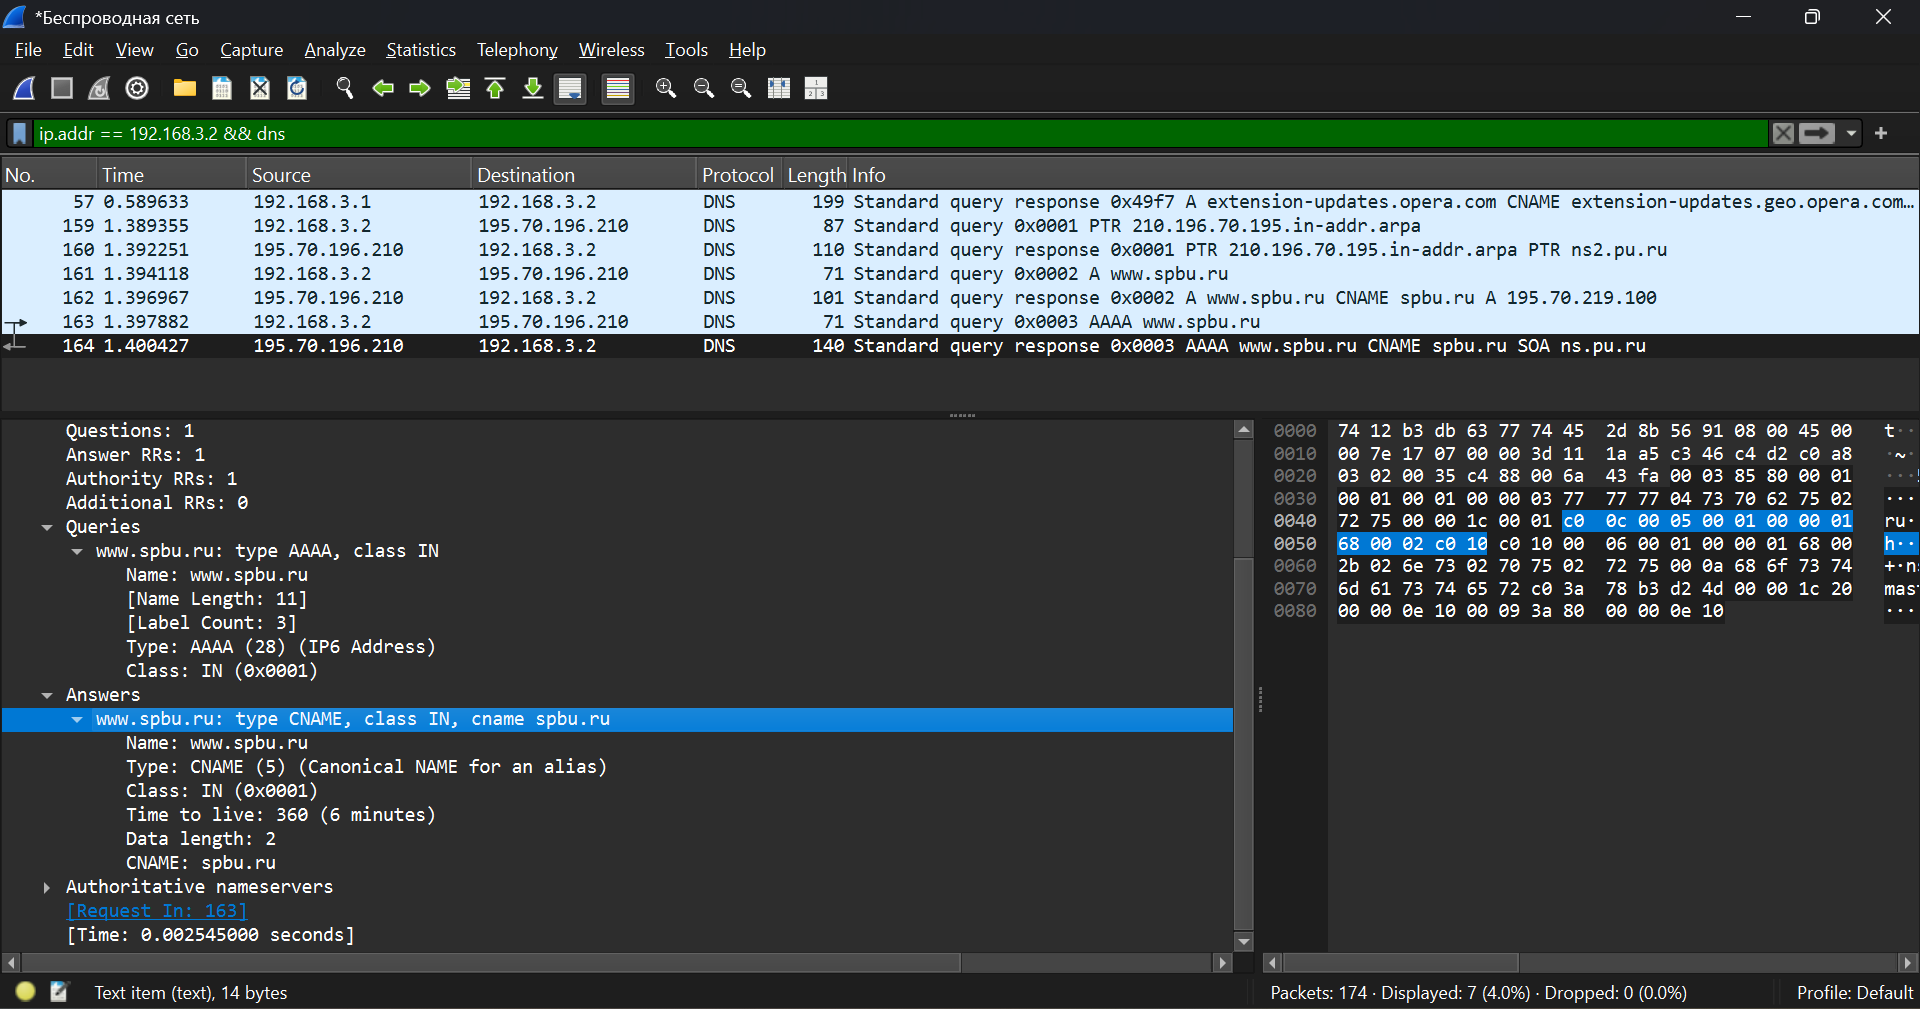 *Беспроводная сеть
File Edit View Go Capture Analyze Statistics Telephony Wireless Tools Help
ip.addr == 192.168.3.2 && dns
No. Time Source Destination Protocol Length Info
57 0.589633 192.168.3.1 192.168.3.2 DNS 199 Standard query response 0x49f7 A extension-updates.opera.com CNAME extension-updates.geo.opera.com…
159 1.389355 192.168.3.2 195.70.196.210 DNS 87 Standard query 0x0001 PTR 210.196.70.195.in-addr.arpa
160 1.392251 195.70.196.210 192.168.3.2 DNS 110 Standard query response 0x0001 PTR 210.196.70.195.in-addr.arpa PTR ns2.pu.ru
161 1.394118 192.168.3.2 195.70.196.210 DNS 71 Standard query 0x0002 A www.spbu.ru
162 1.396967 195.70.196.210 192.168.3.2 DNS 101 Standard query response 0x0002 A www.spbu.ru CNAME spbu.ru A 195.70.219.100
163 1.397882 192.168.3.2 195.70.196.210 DNS 71 Standard query 0x0003 AAAA www.spbu.ru
164 1.400427 195.70.196.210 192.168.3.2 DNS 140 Standard query response 0x0003 AAAA www.spbu.ru CNAME spbu.ru SOA ns.pu.ru
Questions: 1
Answer RRs: 1
Authority RRs: 1
Additional RRs: 0
Queries
www.spbu.ru: type AAAA, class IN
Name: www.spbu.ru
[Name Length: 11]
[Label Count: 3]
Type: AAAA (28) (IP6 Address)
Class: IN (0x0001)
Answers
www.spbu.ru: type CNAME, class IN, cname spbu.ru
Name: www.spbu.ru
Type: CNAME (5) (Canonical NAME for an alias)
Class: IN (0x0001)
Time to live: 360 (6 minutes)
Data length: 2
CNAME: spbu.ru
Authoritative nameservers
[Request In: 163]
[Time: 0.002545000 seconds]
0000 74 12 b3 db 63 77 74 45 2d 8b 56 91 08 00 45 00 t··
0010 00 7e 17 07 00 00 3d 11 1a a5 c3 46 c4 d2 c0 a8 ·~·
0020 03 02 00 35 c4 88 00 6a 43 fa 00 03 85 80 00 01 ···
0030 00 01 00 01 00 00 03 77 77 77 04 73 70 62 75 02 ···
0040 72 75 00 00 1c 00 01 c0 0c 00 05 00 01 00 00 01 ru·
0050 68 00 02 c0 10 c0 10 00 06 00 01 00 00 01 68 00 h··
0060 2b 02 6e 73 02 70 75 02 72 75 00 0a 68 6f 73 74 +·n
0070 6d 61 73 74 65 72 c0 3a 78 b3 d2 4d 00 00 1c 20 mas
0080 00 00 0e 10 00 09 3a 80 00 00 0e 10 ···
Text item (text), 14 bytes
Packets: 174 · Displayed: 7 (4.0%) · Dropped: 0 (0.0%)
Profile: Default